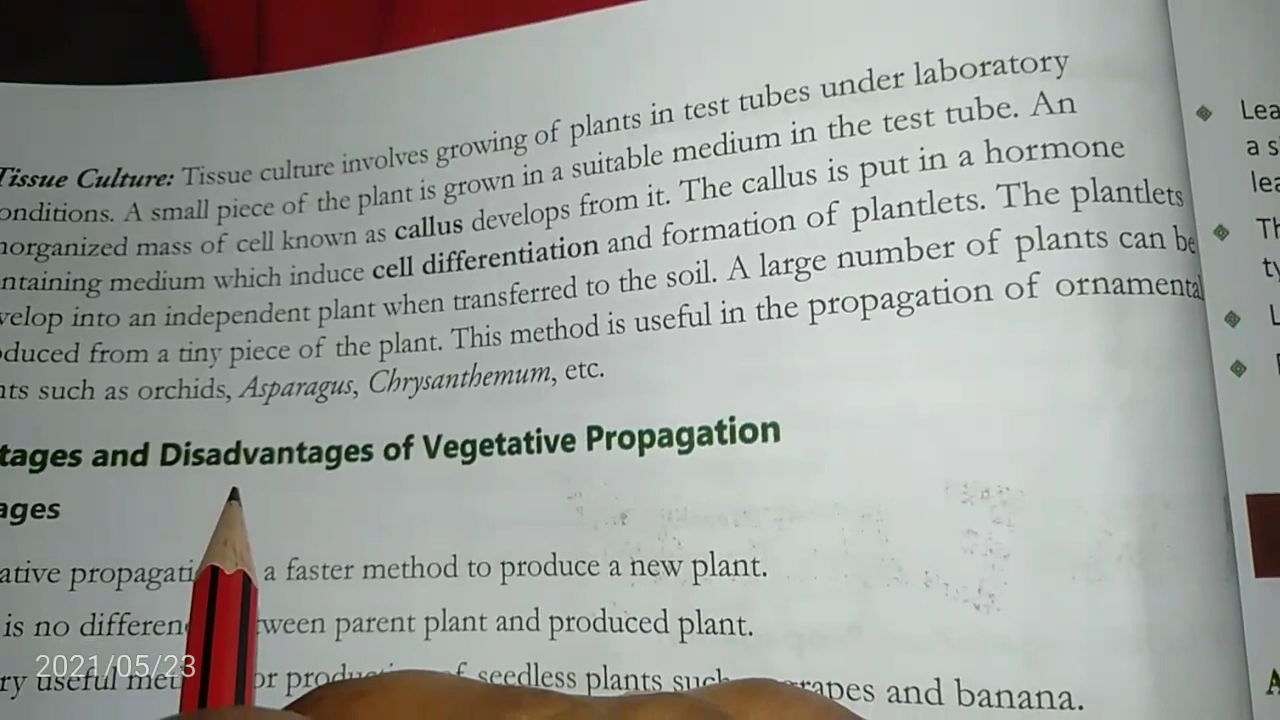 Tissue Culture: Tissue culture involves growing of plants in test tubes under laboratory
onditions. A small piece of the plant is grown in a suitable medium in the test tube. An
norganized mass of cell known as callus develops from it. The callus is put in a hormone
ntaining medium which induce cell differentiation and formation of plantlets. The plantlets
velop into an independent plant when transferred to the soil. A large number of plants can be
duced from a tiny piece of the plant. This method is useful in the propagation of ornamental
nts such as orchids, Asparagus, Chrysanthemum, etc.
tages and Disadvantages of Vegetative Propagation
ages
ative propagati a faster method to produce a new plant.
is no differen tween parent plant and produced plant.
ry useful met or of seedless plants such rapes and banana.
2021/05/23
Lea
a s
lea
Th
ty
L